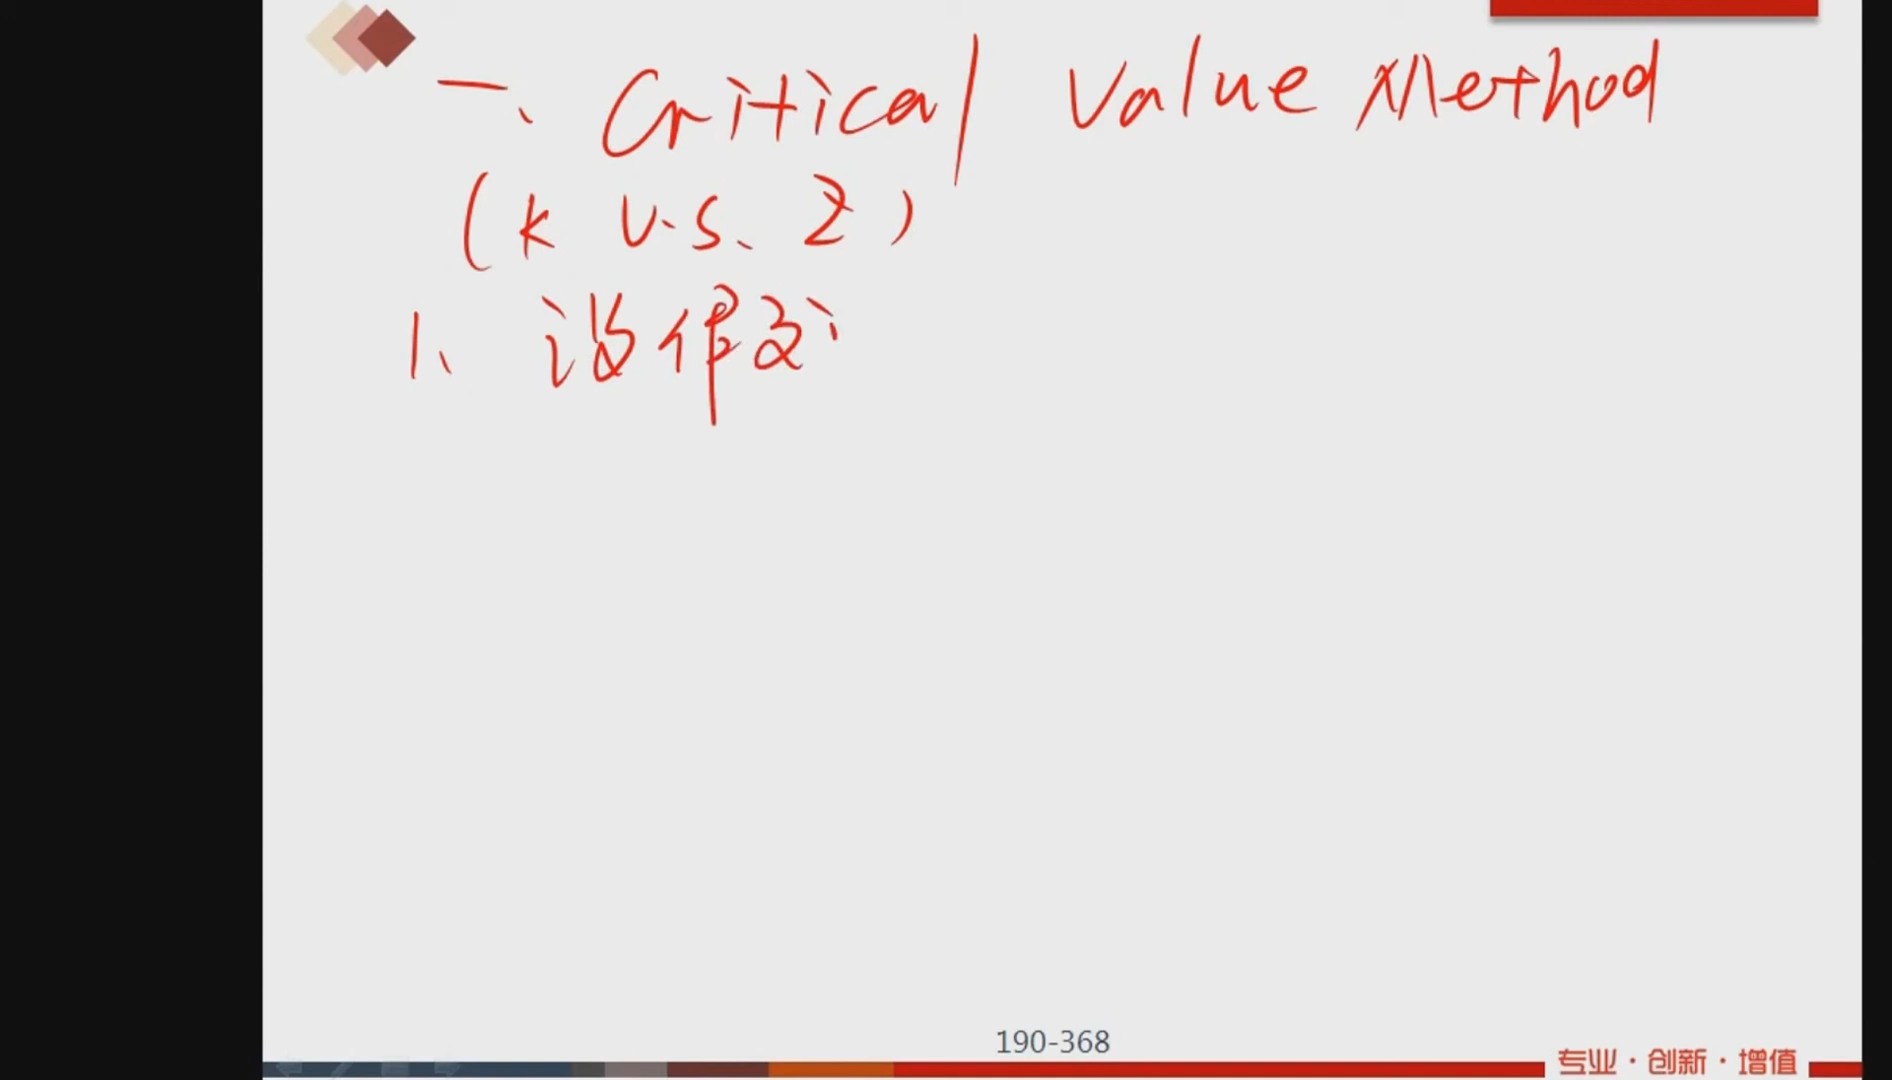 一、Critical Value Method
(k v.s. Z)
1、设假设
190-368
专业·创新·增值